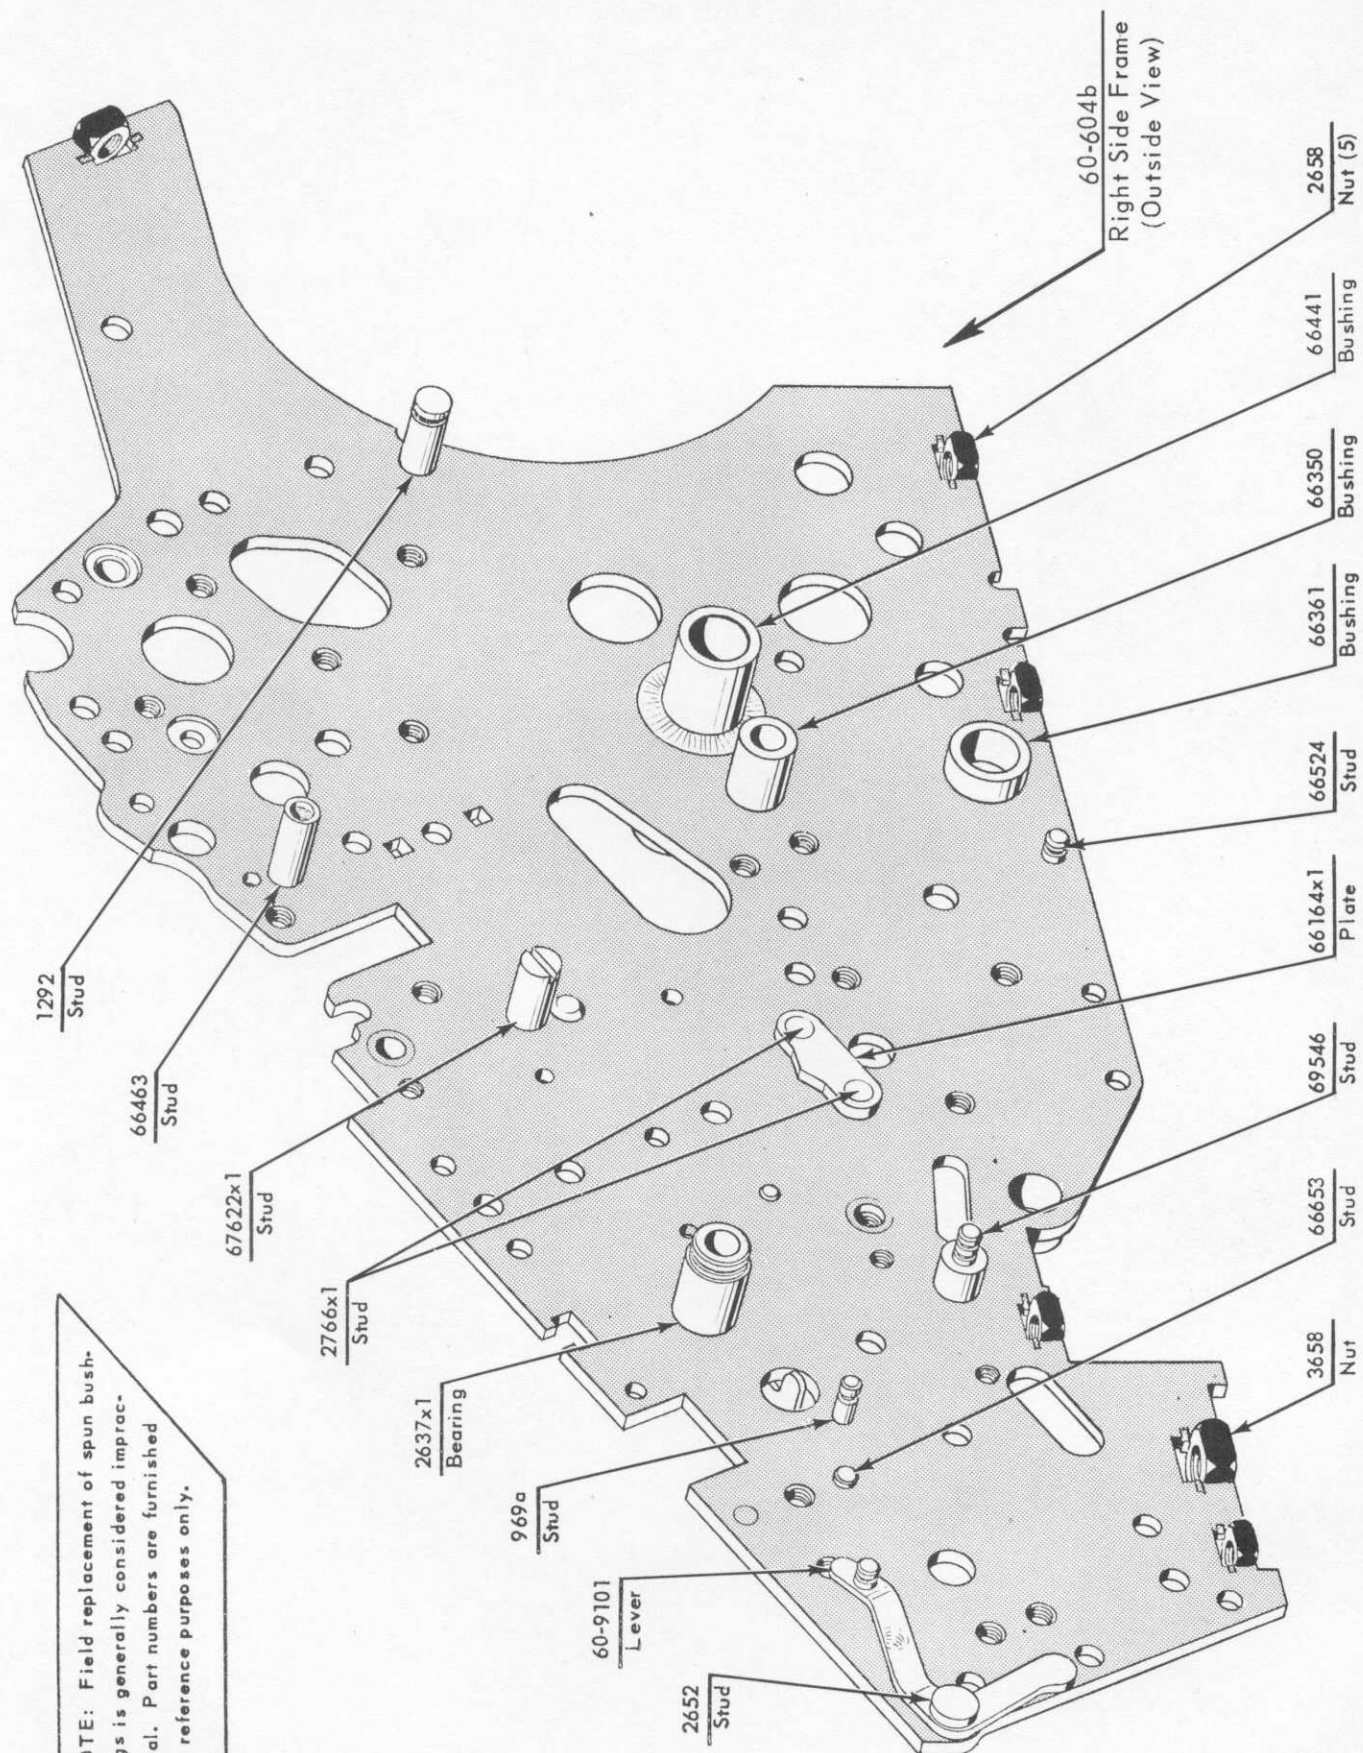 OTE: Field replacement of spun bush-
gs is generally considered imprac-
al. Part numbers are furnished
reference purposes only.
1292
Stud
66463
Stud
67622x1
Stud
2766x1
Stud
2637x1
Bearing
969a
Stud
60-9101
Lever
2652
Stud
60-604b
Right Side Frame
(Outside View)
3658
Nut
66653
Stud
69546
Stud
66164x1
Plate
66524
Stud
66361
Bushing
66350
Bushing
66441
Bushing
2658
Nut (5)